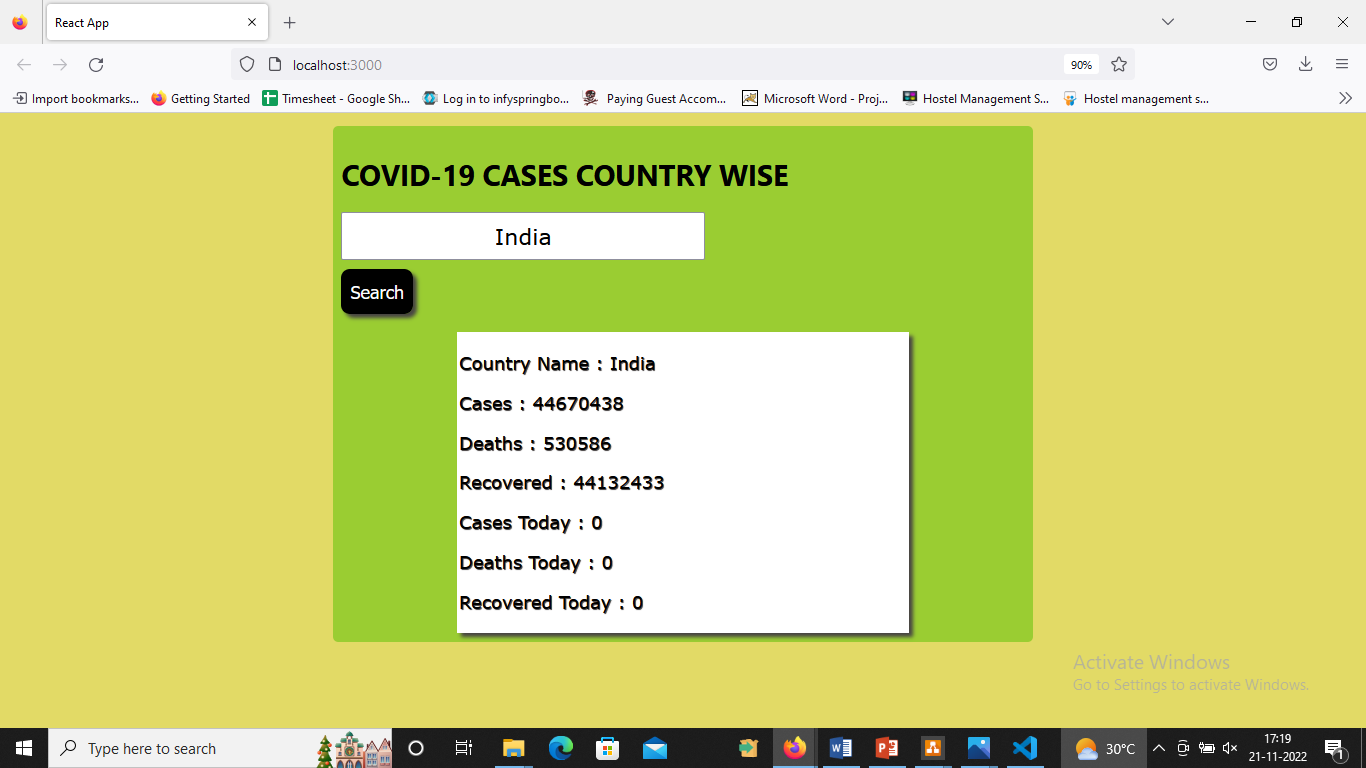 React App
localhost:3000
90%
Import bookmarks...
Getting Started
Timesheet - Google Sh...
Log in to infyspringbo...
Paying Guest Accom...
Microsoft Word - Proj...
Hostel Management S...
Hostel management s...
COVID-19 CASES COUNTRY WISE
India
Search
Country Name : India
Cases : 44670438
Deaths : 530586
Recovered : 44132433
Cases Today : 0
Deaths Today : 0
Recovered Today : 0
Activate Windows
Go to Settings to activate Windows.
Type here to search
30°C
17:19
21-11-2022
1